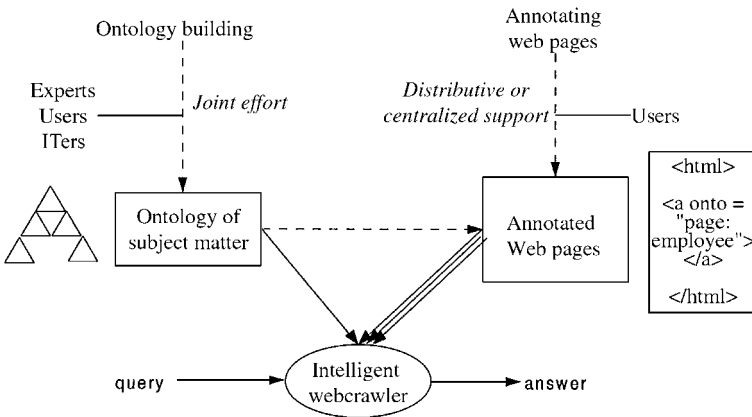 Ontology building
Annotating
web pages
Experts
Users
ITers
Joint effort
Distributive or
centralized support
Users
Ontology of
subject matter
Annotated
Web pages
<html>
<a onto =
"page:
employee">
</a>
</html>
query
Intelligent
webcrawler
answer